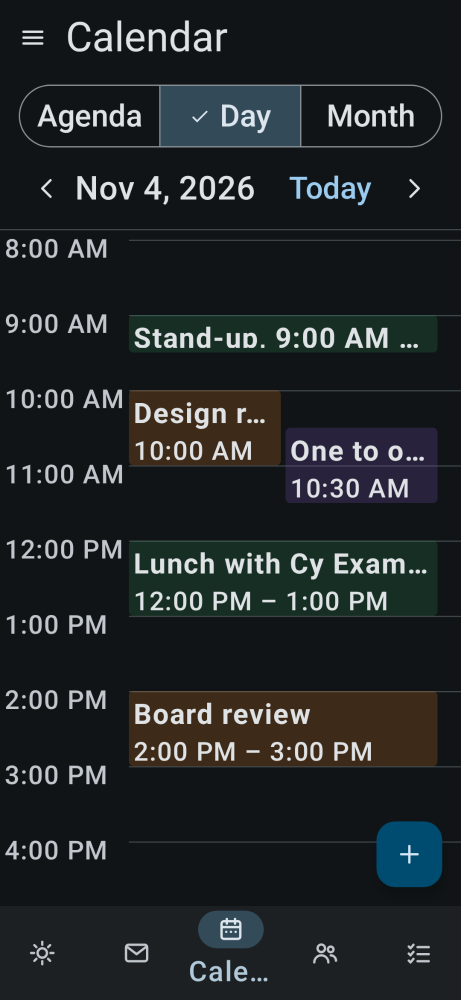 Calendar
Agenda
Day
Month
Nov 4, 2026
Today
8:00 AM
9:00 AM
Stand-up, 9:00 AM …
10:00 AM
Design r…
10:00 AM
One to o…
10:30 AM
11:00 AM
12:00 PM
Lunch with Cy Exam…
12:00 PM – 1:00 PM
1:00 PM
2:00 PM
Board review
2:00 PM – 3:00 PM
3:00 PM
4:00 PM
Cale…